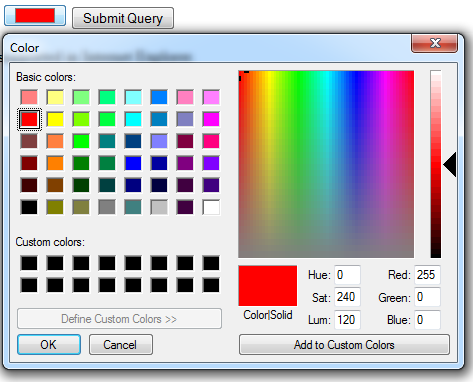 Submit Query
Color
Basic colors:
Custom colors:
Define Custom Colors >>
OK
Cancel
Color|Solid
Hue: 0
Sat: 240
Lum: 120
Red: 255
Green: 0
Blue: 0
Add to Custom Colors